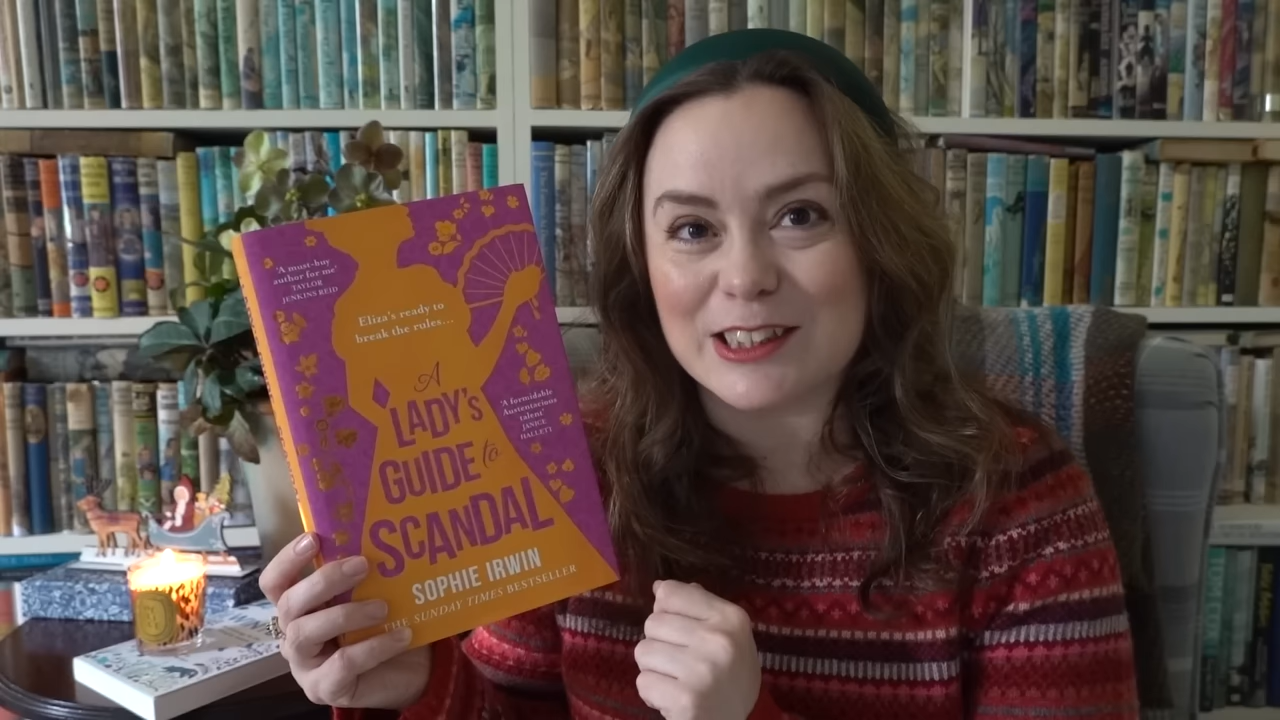 'A must-buy
author for me'
TAYLOR
JENKINS REID
Eliza's ready to
break the rules...
A
LADY'S
GUIDE to
SCANDAL
'A formidable
Austentatious
talent'
JANICE
HALLETT
SOPHIE IRWIN
THE SUNDAY TIMES BESTSELLER